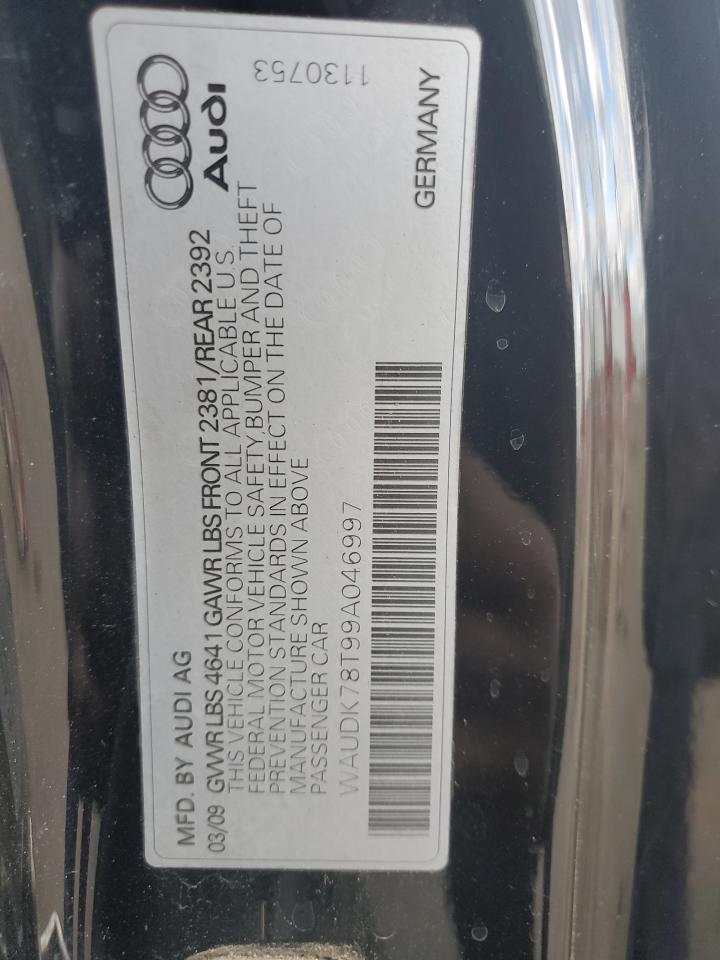 MFD. BY AUDI AG
03/09 GVWR LBS 4641 GAWR LBS FRONT 2381/REAR 2392
THIS VEHICLE CONFORMS TO ALL APPLICABLE U.S.
FEDERAL MOTOR VEHICLE SAFETY, BUMPER AND THEFT
PREVENTION STANDARDS IN EFFECT ON THE DATE OF
MANUFACTURE SHOWN ABOVE
PASSENGER CAR
WAUDK78T99A046997
Audi
1130753
GERMANY